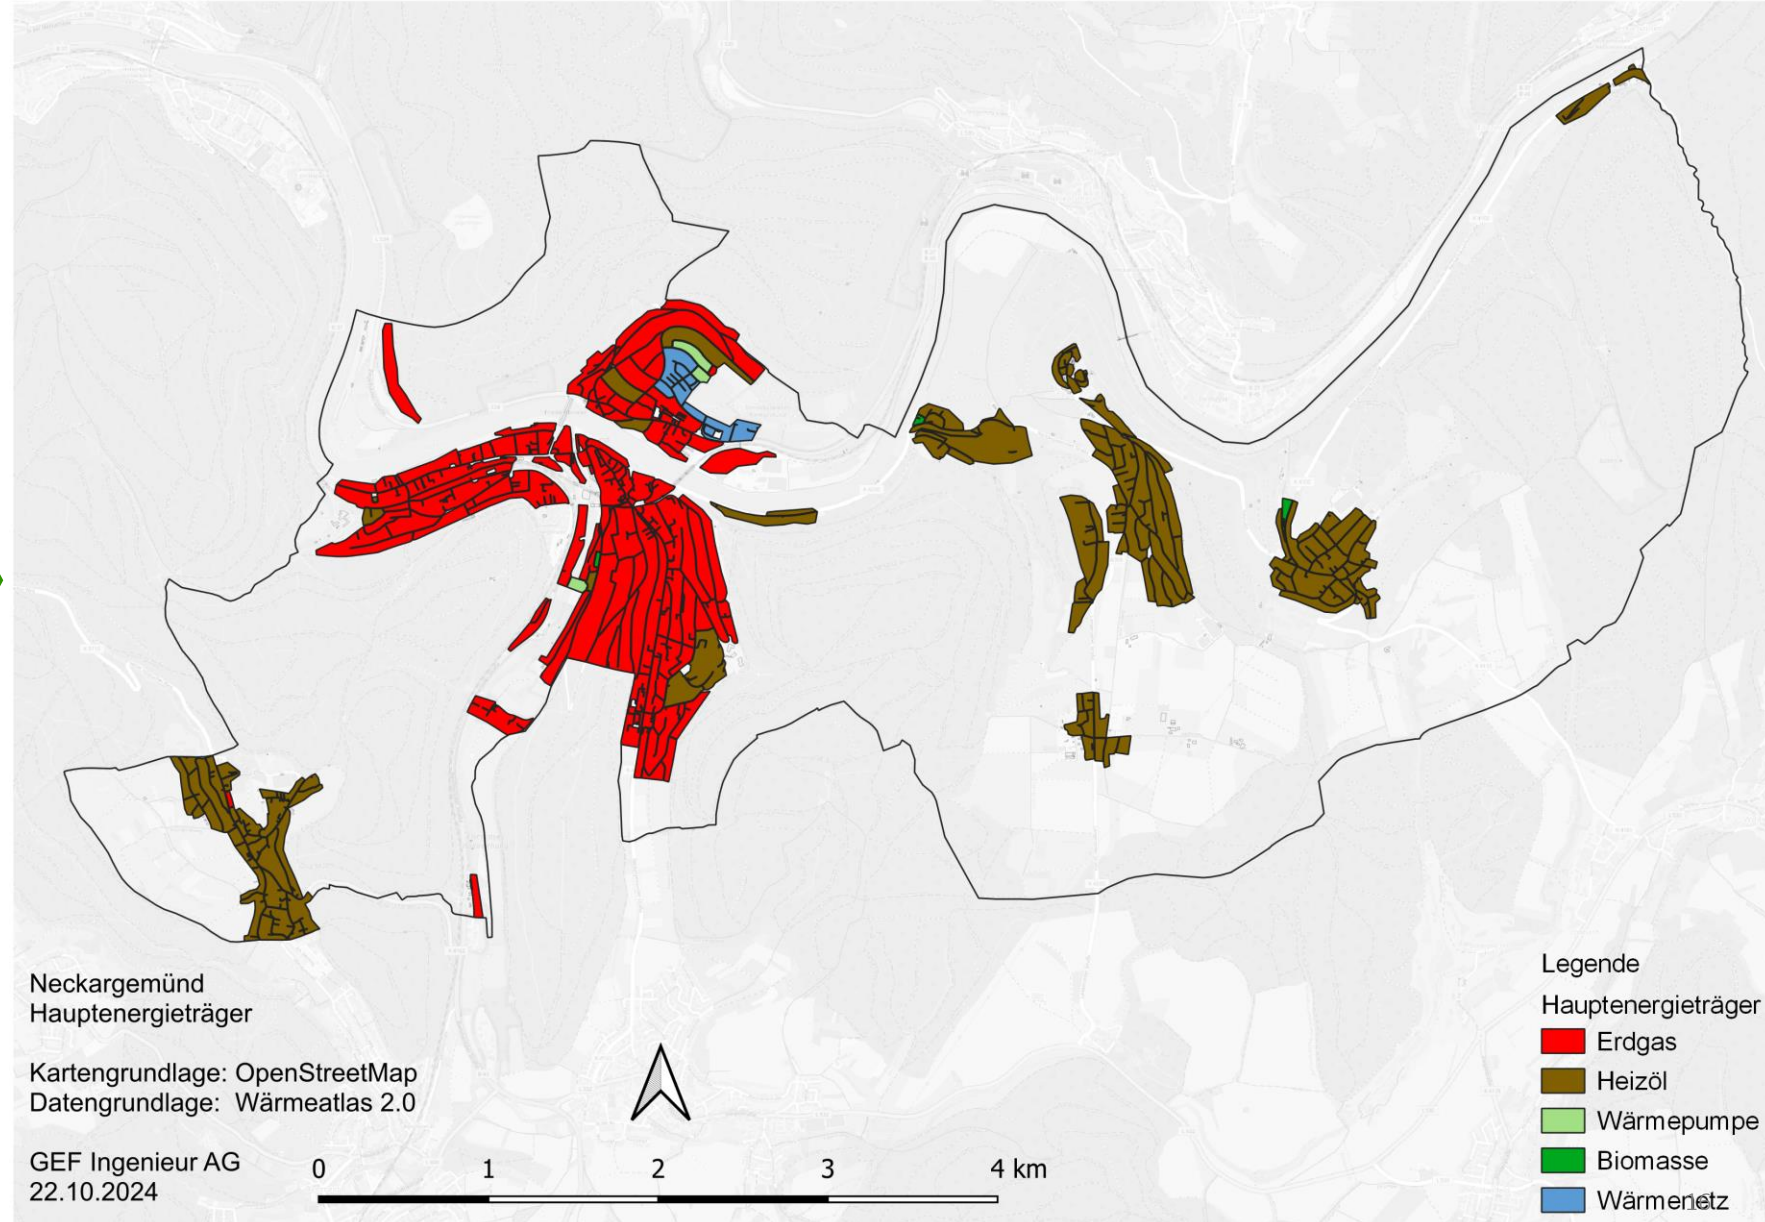 Neckargemünd
Hauptenergieträger
Kartengrundlage: OpenStreetMap
Datengrundlage: Wärmeatlas 2.0
GEF Ingenieur AG
22.10.2024
0 1 2 3 4 km
Legende
Hauptenergieträger
Erdgas
Heizöl
Wärmepumpe
Biomasse
Wärmenetz
16